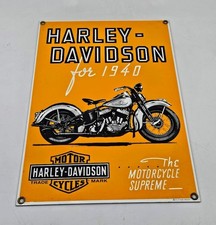 HARLEY-
DAVIDSON
for 1940
MOTOR
HARLEY-DAVIDSON
CYCLES
TRADE MARK
The
MOTORCYCLE
SUPREME